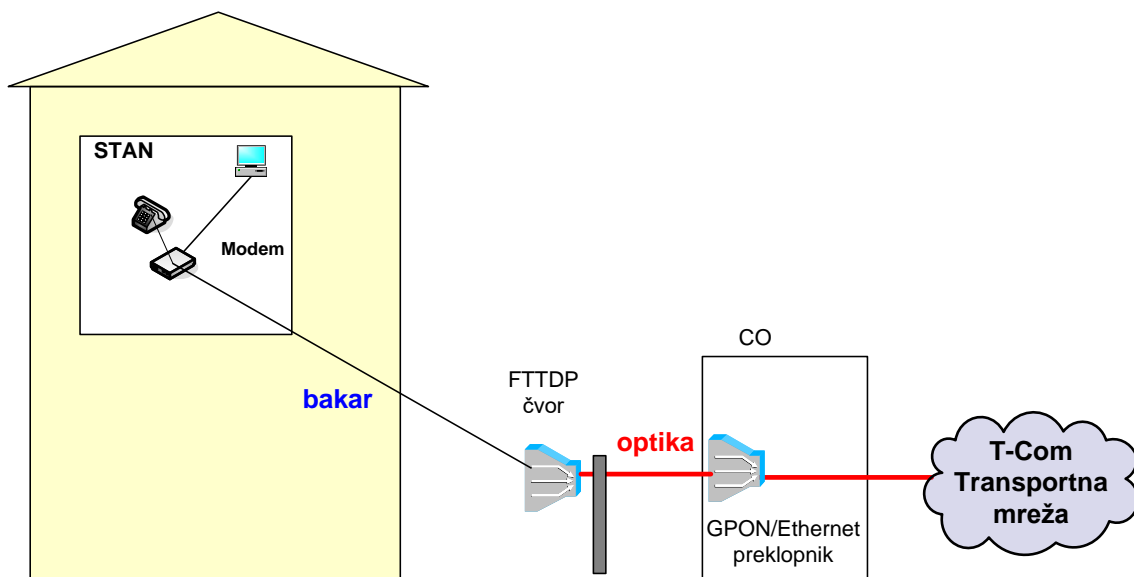 STAN
Modem
bakar
FTTDP
čvor
optika
CO
GPON/Ethernet
preklopnik
T-Com
Transportna
mreža